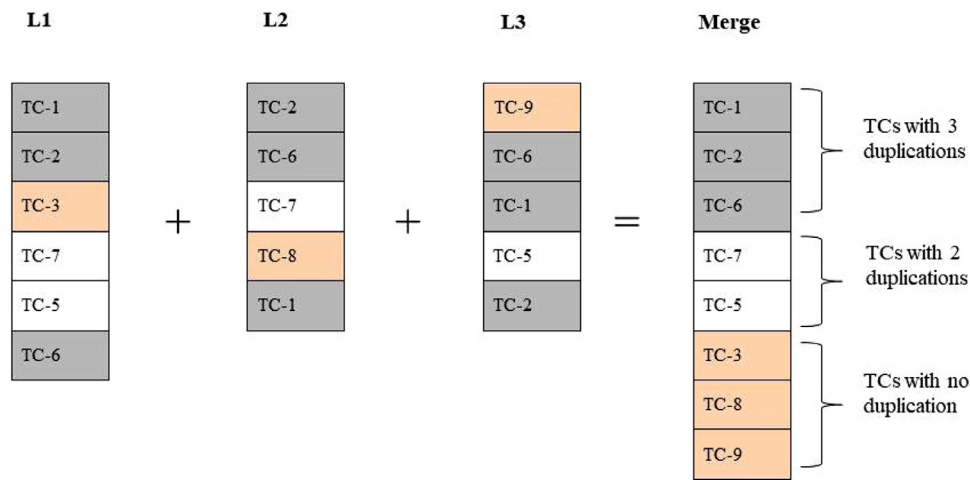 L1
L2
L3
Merge
TC-1
TC-2
TC-3
TC-7
TC-5
TC-6
+
TC-2
TC-6
TC-7
TC-8
TC-1
+
TC-9
TC-6
TC-1
TC-5
TC-2
=
TC-1
TC-2
TC-6
TC-7
TC-5
TC-3
TC-8
TC-9
TCs with 3
duplications
TCs with 2
duplications
TCs with no
duplication